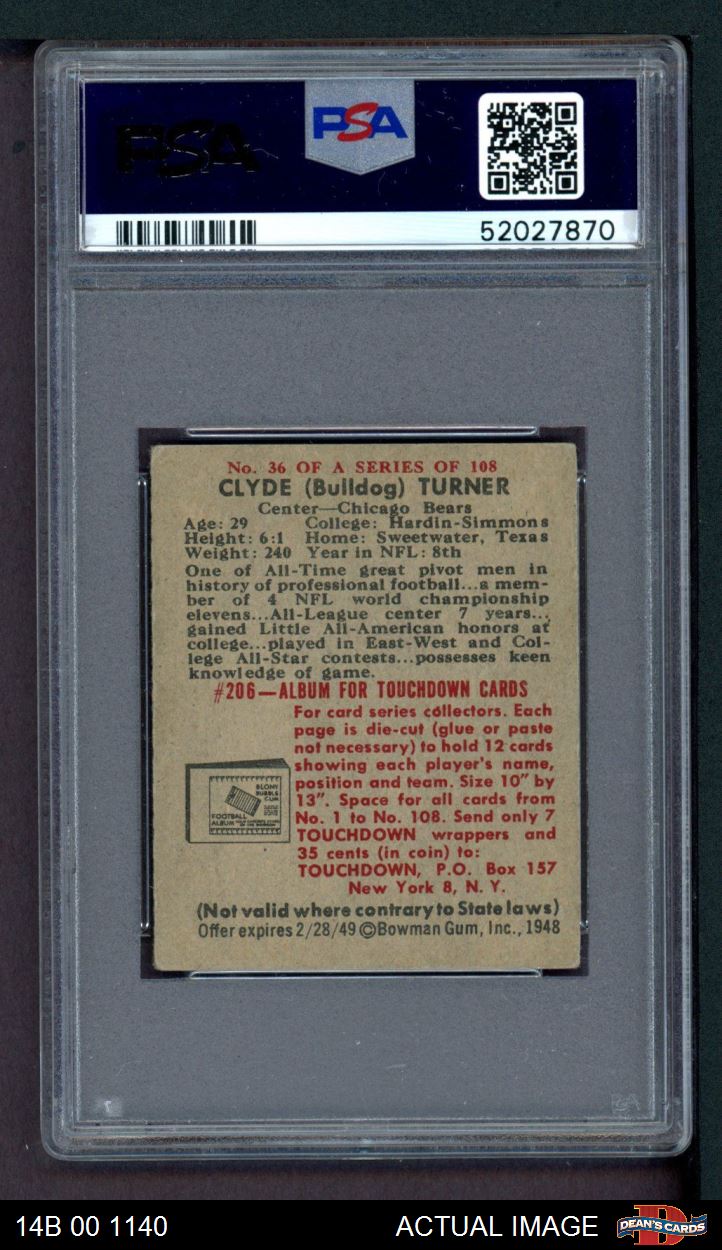 PSA
PSA
52027870
No. 36 OF A SERIES OF 108
CLYDE (Bulldog) TURNER
Center—Chicago Bears
Age: 29 College: Hardin-Simmons
Height: 6:1 Home: Sweetwater, Texas
Weight: 240 Year in NFL: 8th
One of All-Time great pivot men in
history of professional football...a mem-
ber of 4 NFL world championship
elevens...All-League center 7 years...
gained Little All-American honors at
college...played in East-West and Col-
lege All-Star contests...possesses keen
knowledge of game.
#206—ALBUM FOR TOUCHDOWN CARDS
For card series collectors. Each
page is die-cut (glue or paste
not necessary) to hold 12 cards
showing each player's name,
position and team. Size 10" by
13". Space for all cards from
No. 1 to No. 108. Send only 7
TOUCHDOWN wrappers and
35 cents (in coin) to:
TOUCHDOWN, P.O. Box 157
New York 8, N. Y.
BLONY
BUBBLE
GUM
FOOTBALL
ALBUM
(Not valid where contrary to State laws)
Offer expires 2/28/49 ©Bowman Gum, Inc., 1948
PSA
14B 00 1140
ACTUAL IMAGE
DEAN'S CARDS